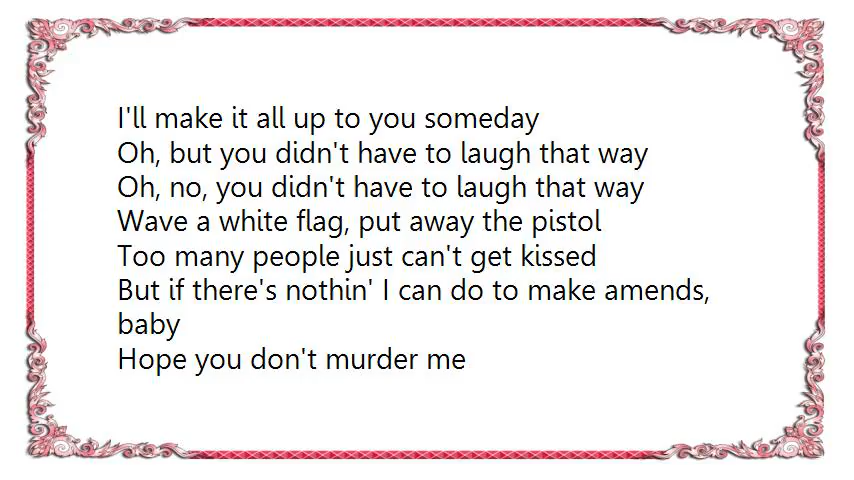 I'll make it all up to you someday
Oh, but you didn't have to laugh that way
Oh, no, you didn't have to laugh that way
Wave a white flag, put away the pistol
Too many people just can't get kissed
But if there's nothin' I can do to make amends,
baby
Hope you don't murder me